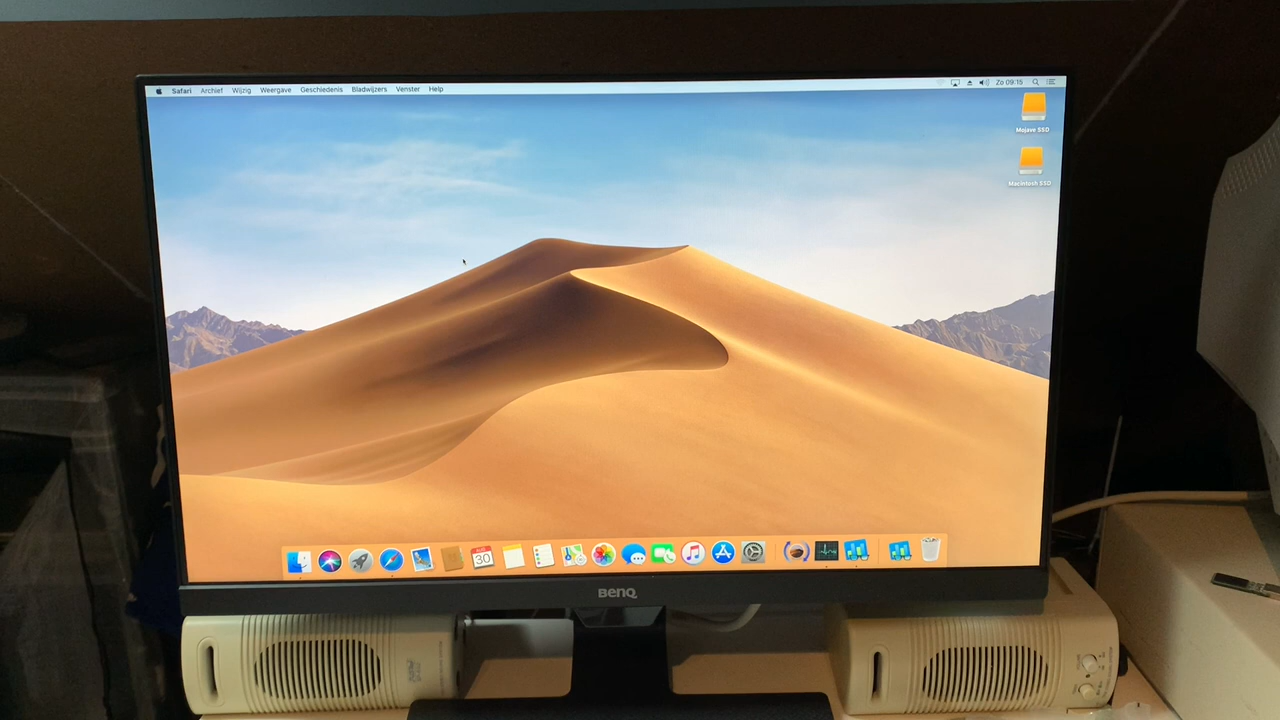 Safari Archief Wijzig Weergave Geschiedenis Bladwijzers Venster Help
Zo 09:15
Mojave SSD
Macintosh SSD
30
BenQ